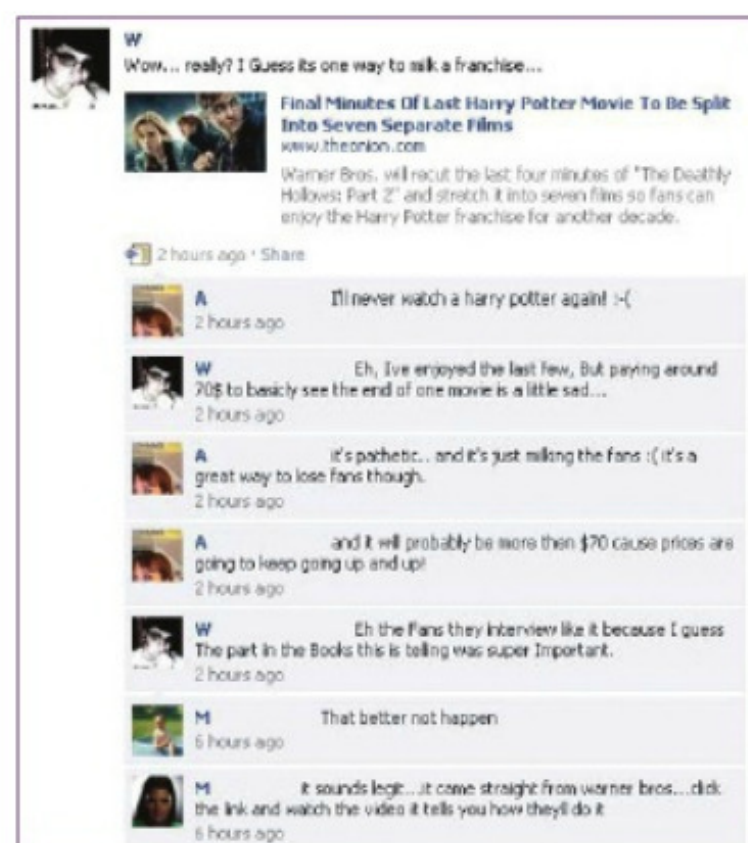 W
Wow... really? I Guess its one way to milk a franchise...
Final Minutes Of Last Harry Potter Movie To Be Split
Into Seven Separate Films
www.theonion.com
Warner Bros. will recut the last four minutes of "The Deathly
Hollows: Part 2" and stretch it into seven films so fans can
enjoy the Harry Potter franchise for another decade.
2 hours ago · Share
A I'll never watch a harry potter again! :-(
2 hours ago
W Eh, Ive enjoyed the last few, But paying around
70$ to basicly see the end of one movie is a little sad...
2 hours ago
A it's pathetic.. and it's just milking the fans :( it's a
great way to lose fans though.
2 hours ago
A and it will probably be more then $70 cause prices are
going to keep going up and up!
2 hours ago
W Eh the Fans they interview like it because I guess
The part in the Books this is telling was super Important.
2 hours ago
M That better not happen
6 hours ago
M it sounds legit...it came straight from warner bros...click
the link and watch the video it tells you how theyll do it
6 hours ago